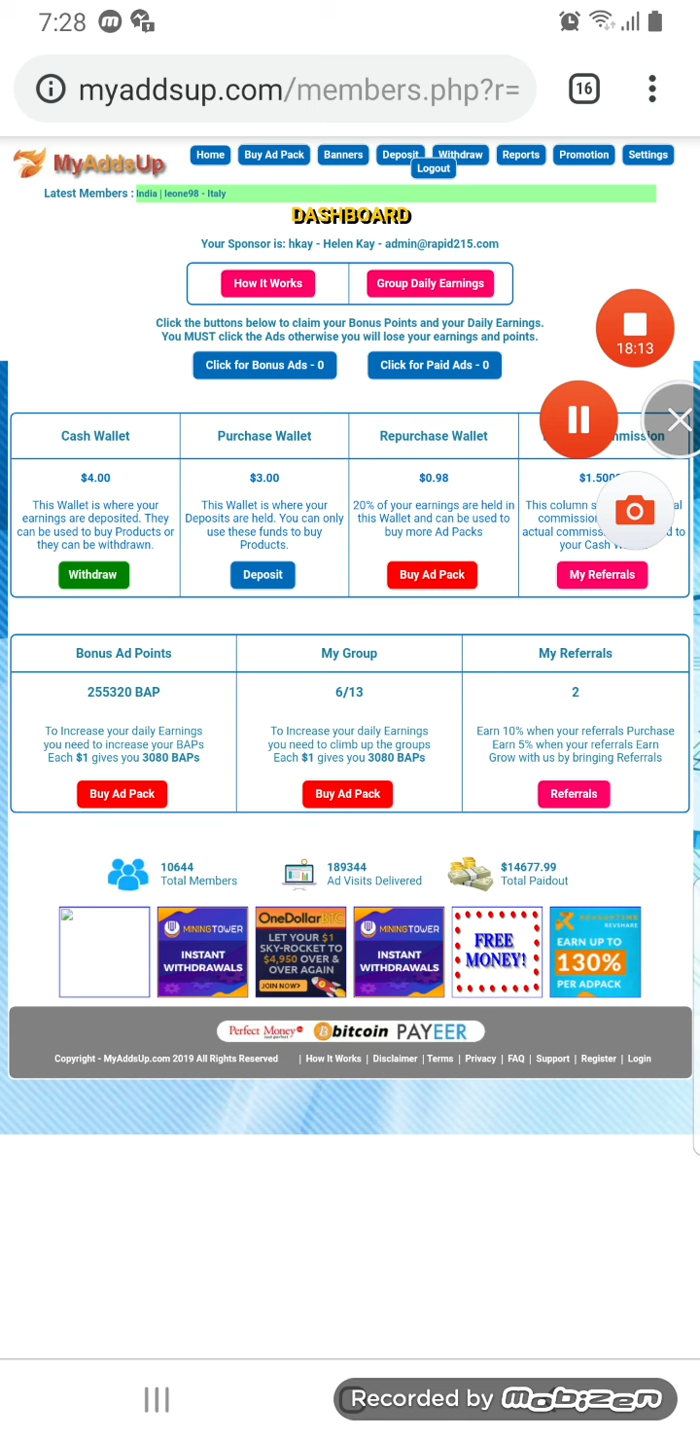 7:28
myaddsup.com/members.php?r=
16
MyAddsUp
Home
Buy Ad Pack
Banners
Deposit
Withdraw
Reports
Promotion
Settings
Logout
Latest Members : India | leone98 - Italy
DASHBOARD
Your Sponsor is: hkay - Helen Kay - admin@rapid215.com
How It Works
Group Daily Earnings
Click the buttons below to claim your Bonus Points and your Daily Earnings.
You MUST click the Ads otherwise you will lose your earnings and points.
Click for Bonus Ads - 0
Click for Paid Ads - 0
18:13
Cash Wallet
$4.00
This Wallet is where your
earnings are deposited. They
can be used to buy Products or
they can be withdrawn.
Withdraw
Purchase Wallet
$3.00
This Wallet is where your
Deposits are held. You can only
use these funds to buy
Products.
Deposit
Repurchase Wallet
$0.98
20% of your earnings are held in
this Wallet and can be used to
buy more Ad Packs
Buy Ad Pack
This column
actual
your Cash
My Referrals
Bonus Ad Points
255320 BAP
To Increase your daily Earnings
you need to increase your BAPs
Each $1 gives you 3080 BAPs
Buy Ad Pack
My Group
6/13
To Increase your daily Earnings
you need to climb up the groups
Each $1 gives you 3080 BAPs
Buy Ad Pack
My Referrals
2
Earn 10% when your referrals Purchase
Earn 5% when your referrals Earn
Grow with us by bringing Referrals
Referrals
10644
Total Members
189344
Ad Visits Delivered
$14677.99
Total Paidout
MININGTOWER
INSTANT
WITHDRAWALS
OneDollarBTC
LET YOUR $1
SKY-ROCKET TO
$4,950 OVER &
OVER AGAIN
JOIN NOW>
MININGTOWER
INSTANT
WITHDRAWALS
FREE
MONEY!
REVSHARE
EARN UP TO
130%
PER ADPACK
Perfect Money
bitcoin
PAYEER
Copyright - MyAddsUp.com 2019 All Rights Reserved | How It Works | Disclaimer | Terms | Privacy | FAQ | Support | Register | Login
Recorded by mobizen